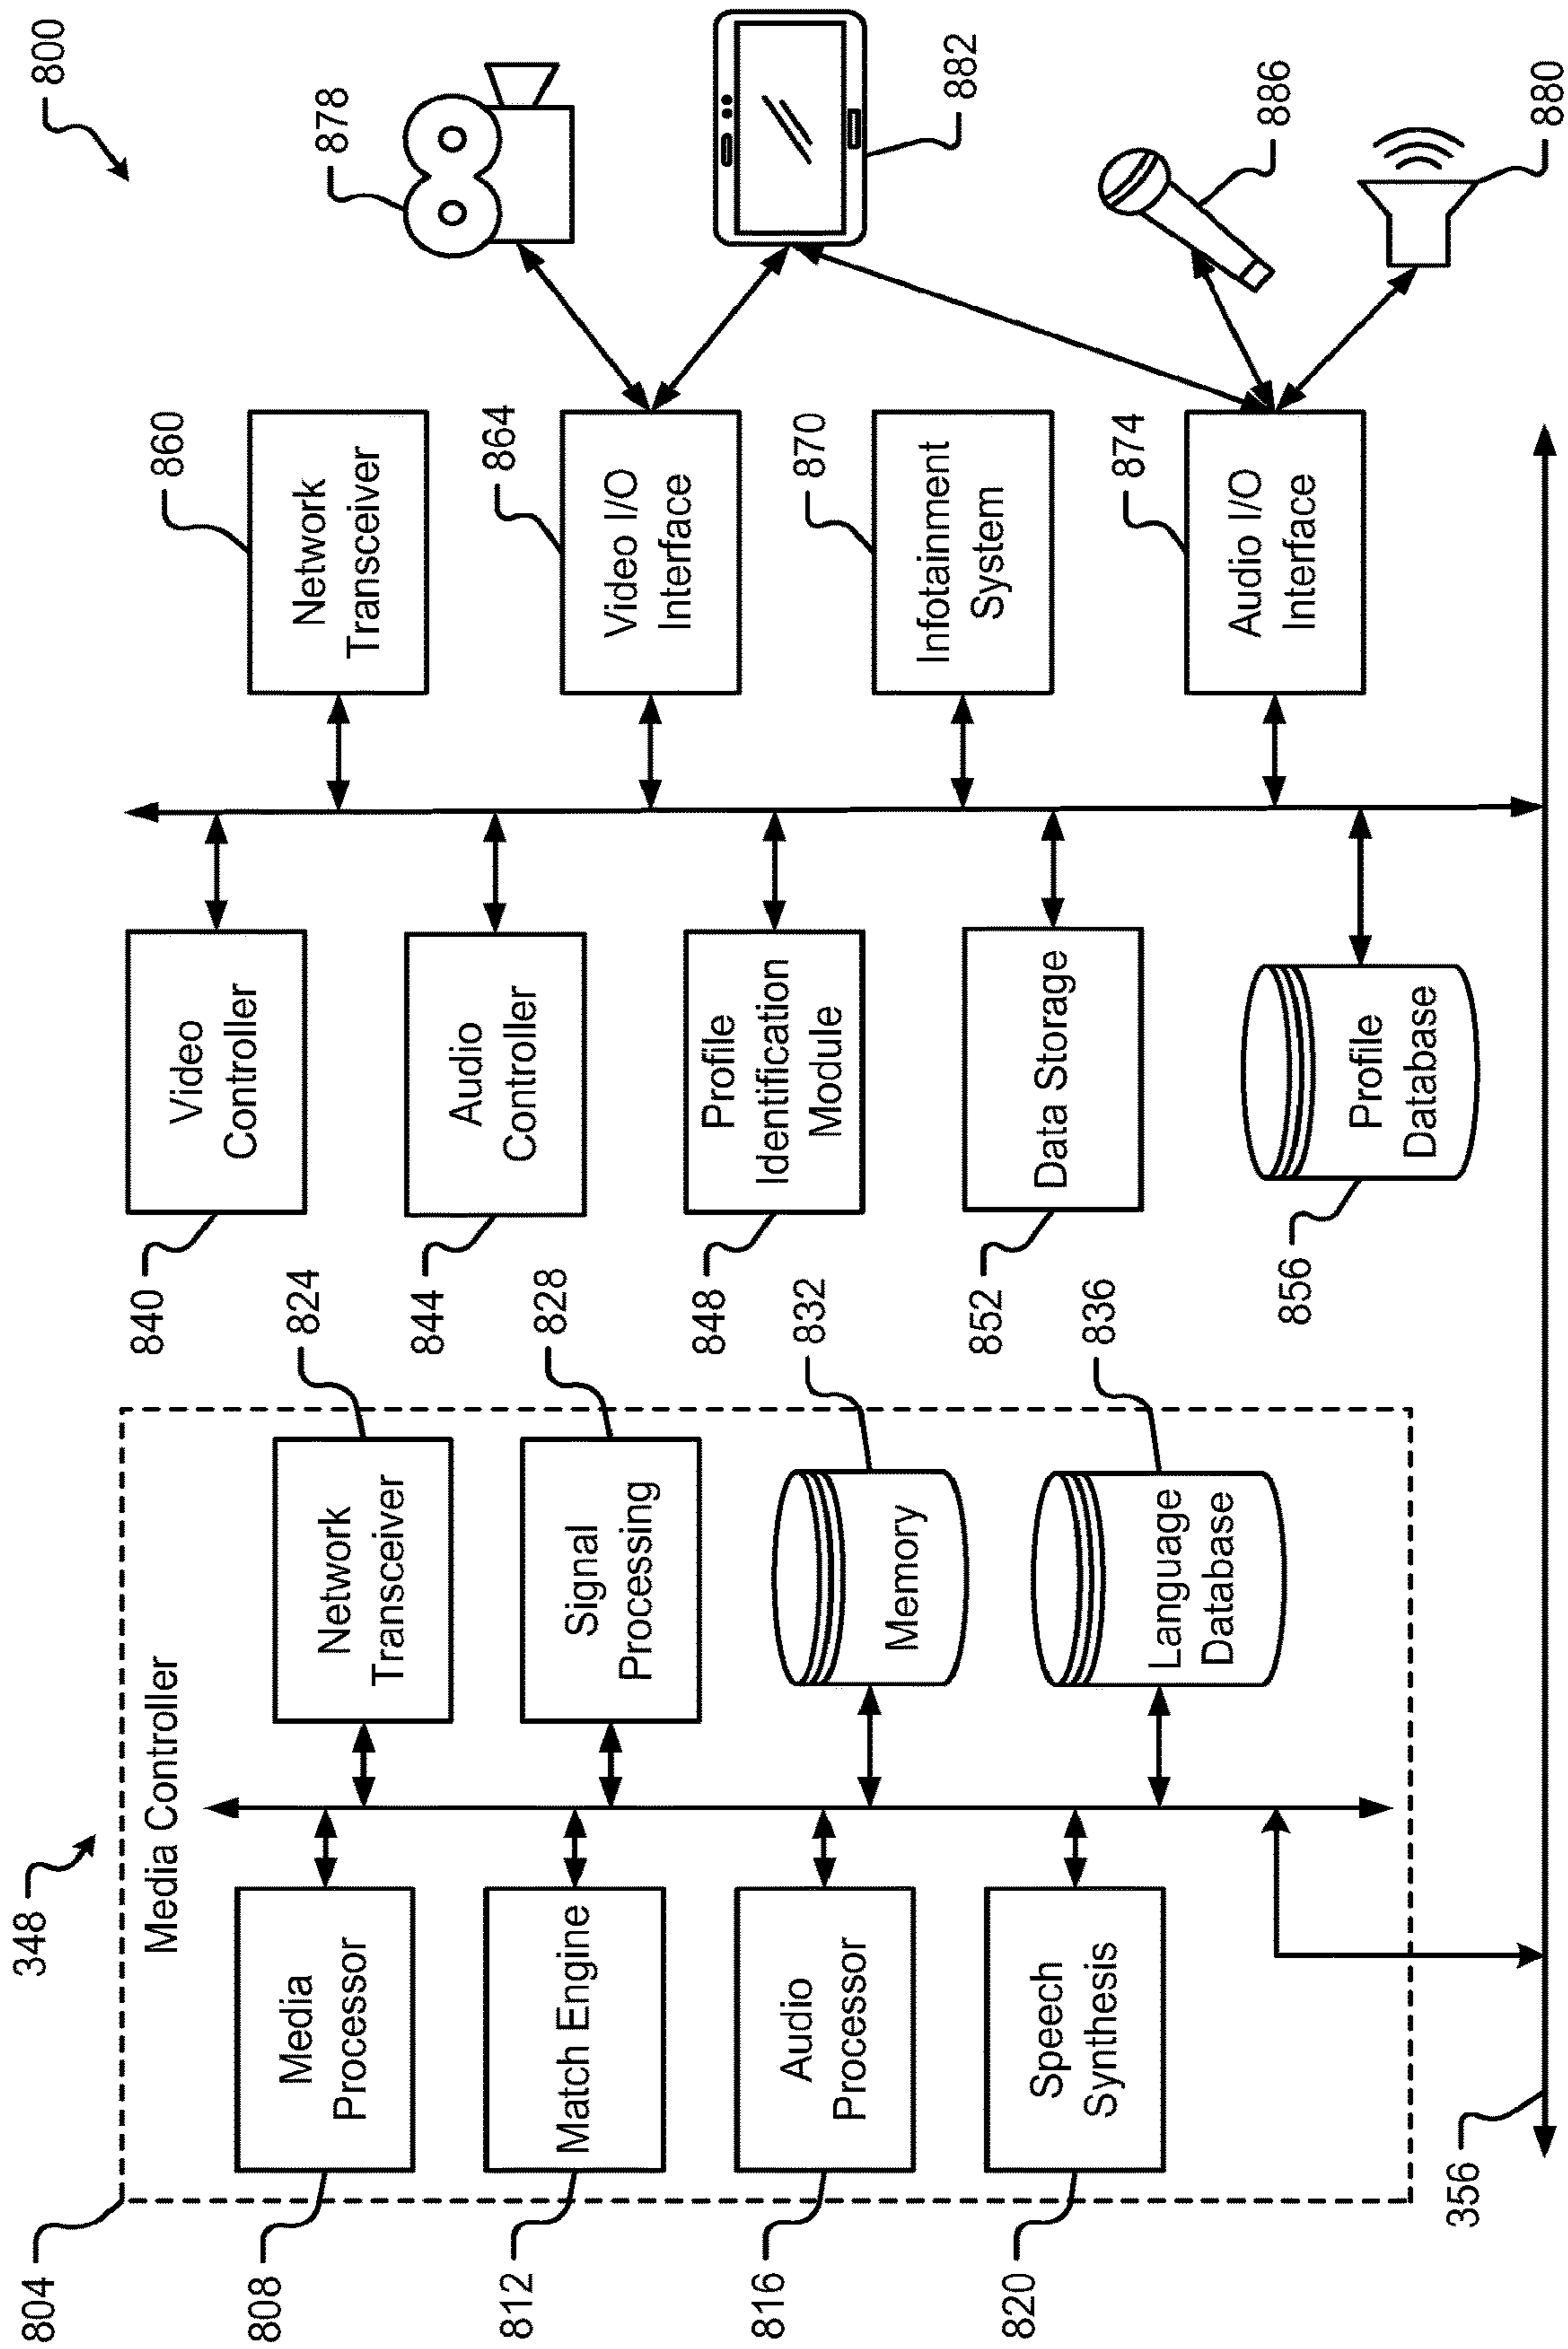 800
348
804
Media Controller
808
Media
Processor
812
Match Engine
816
Audio
Processor
820
Speech
Synthesis
824
Network
Transceiver
828
Signal
Processing
832
Memory
836
Language
Database
840
Video
Controller
844
Audio
Controller
848
Profile
Identification
Module
852
Data Storage
856
Profile
Database
860
Network
Transceiver
864
Video I/O
Interface
870
Infotainment
System
874
Audio I/O
Interface
878
882
886
880
356